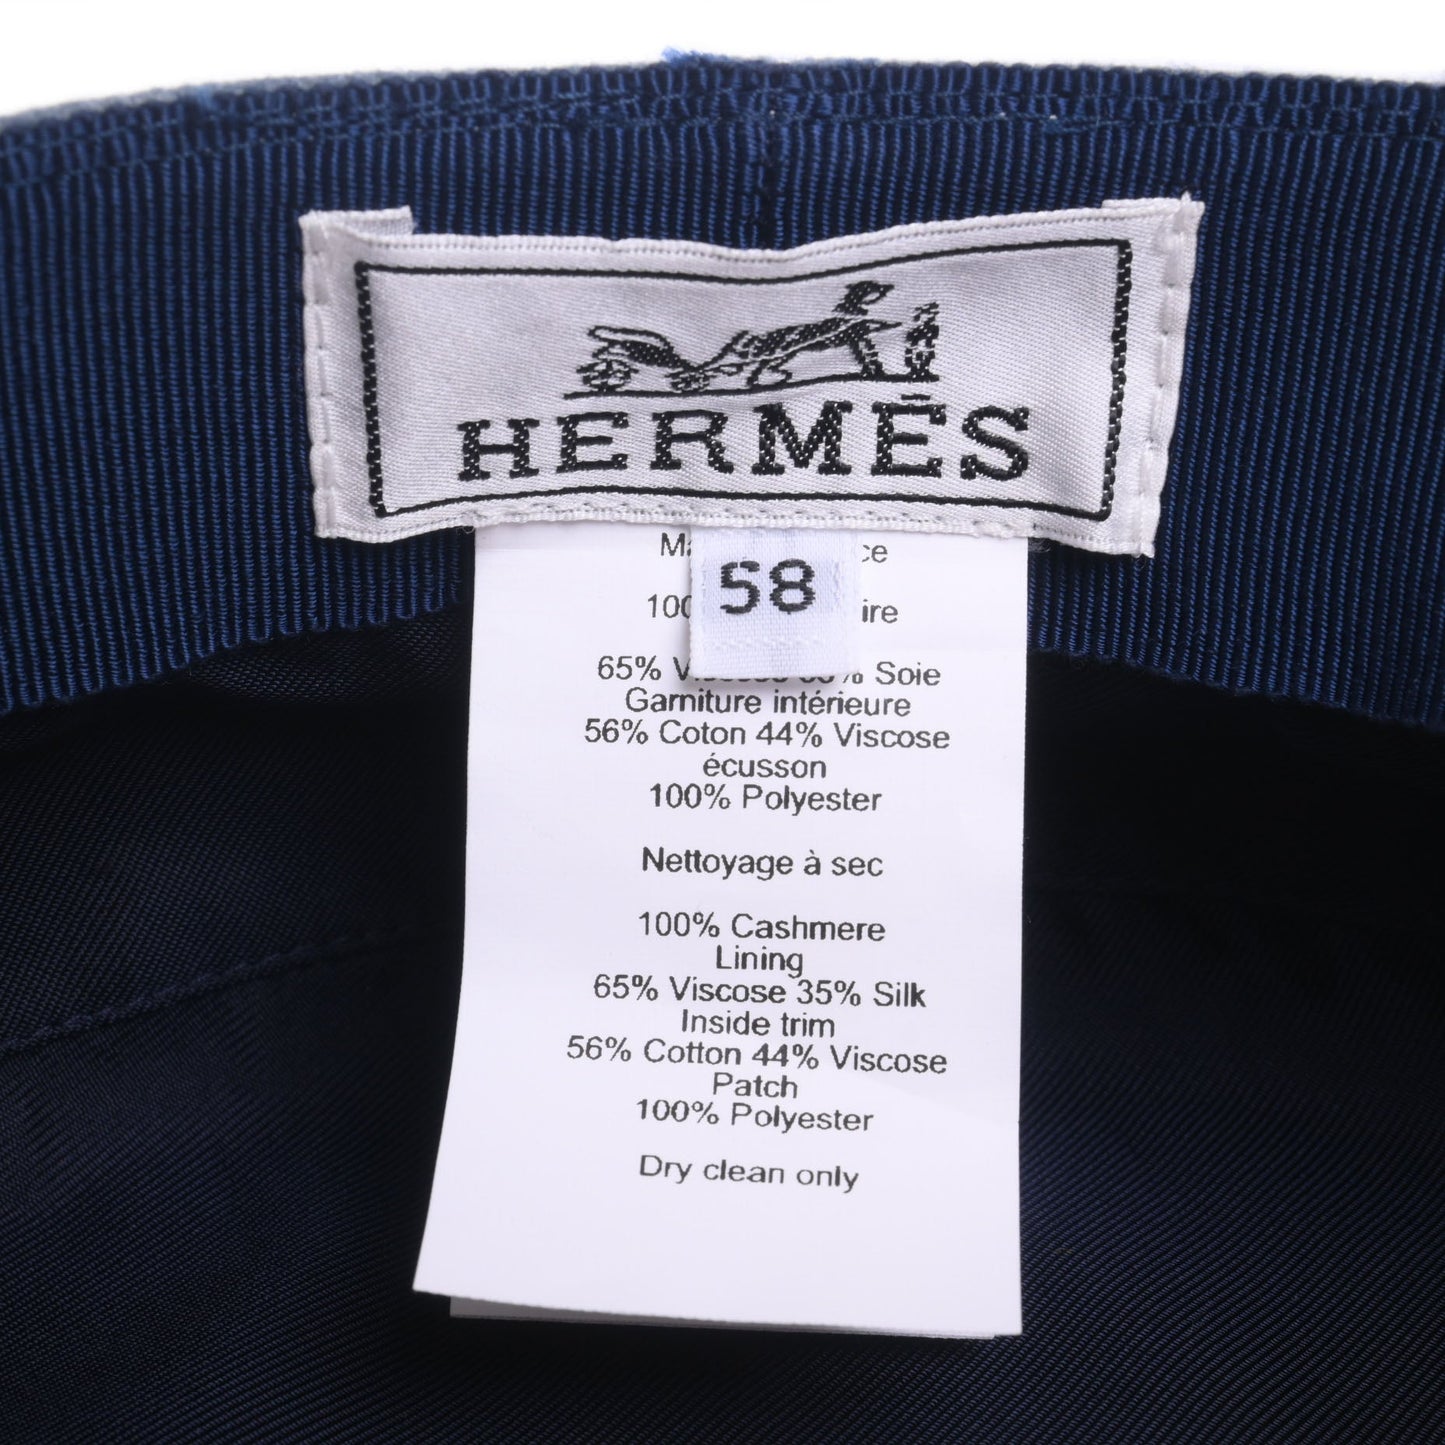 HERMÈS
58
65% Soie
Garniture intérieure
56% Coton 44% Viscose
écusson
100% Polyester
Nettoyage à sec
100% Cashmere
Lining
65% Viscose 35% Silk
Inside trim
56% Cotton 44% Viscose
Patch
100% Polyester
Dry clean only